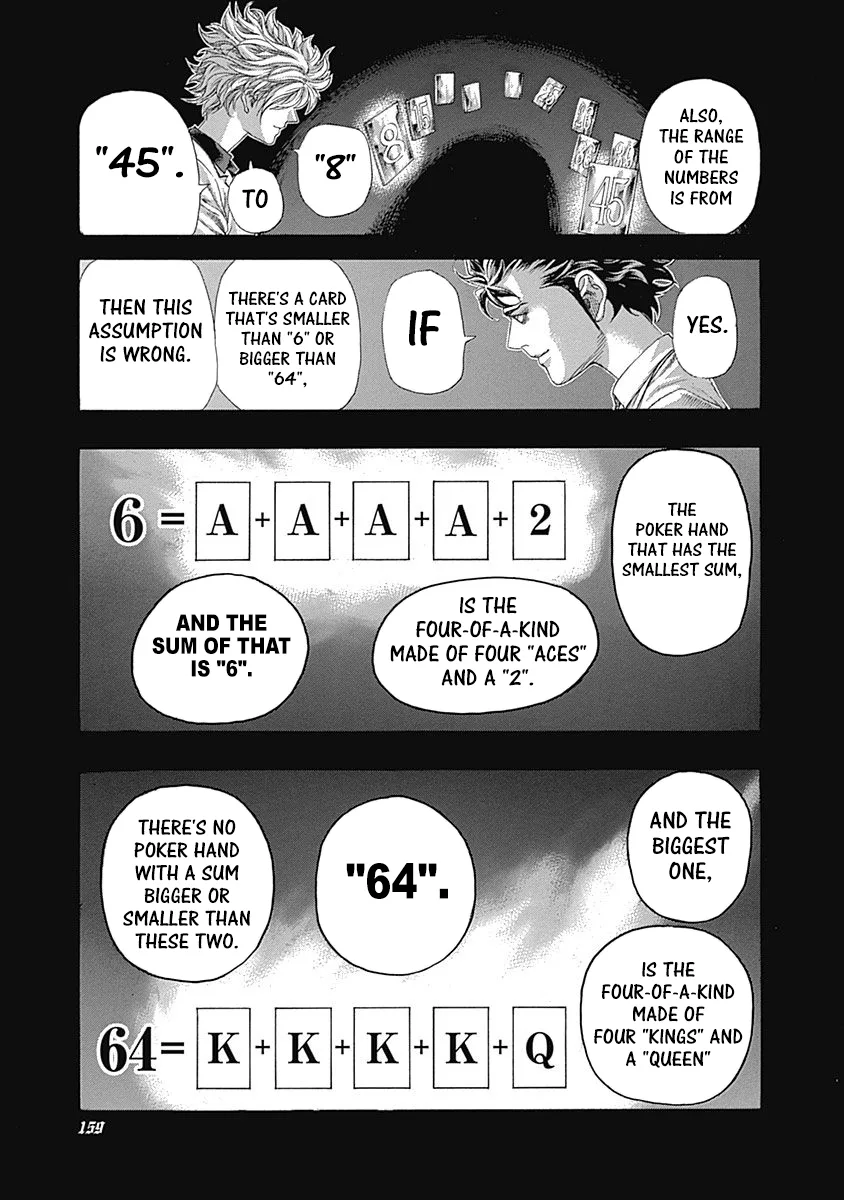 ALSO,
THE RANGE
OF THE
NUMBERS
IS FROM
"8"
TO
"45".
8
15
25
45
YES.
IF
THERE'S A CARD
THAT'S SMALLER
THAN "6" OR
BIGGER THAN
"64",
THEN THIS
ASSUMPTION
IS WRONG.
THE
POKER HAND
THAT HAS THE
SMALLEST SUM,
6 = A + A + A + A + 2
IS THE
FOUR-OF-A-KIND
MADE OF FOUR "ACES"
AND A "2".
AND THE
SUM OF THAT
IS "6".
AND THE
BIGGEST
ONE,
IS THE
FOUR-OF-A-KIND
MADE OF
FOUR "KINGS" AND
A "QUEEN"
"64".
THERE'S NO
POKER HAND
WITH A SUM
BIGGER OR
SMALLER THAN
THESE TWO.
64= K + K + K + K + Q
159